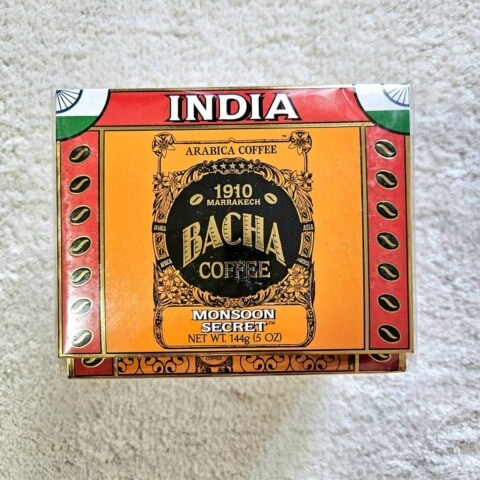 INDIA
ARABICA COFFEE
1910
MARRAKECH
BACHA
COFFEE
MONSOON
SECRET™
NET WT. 144g (5 OZ)